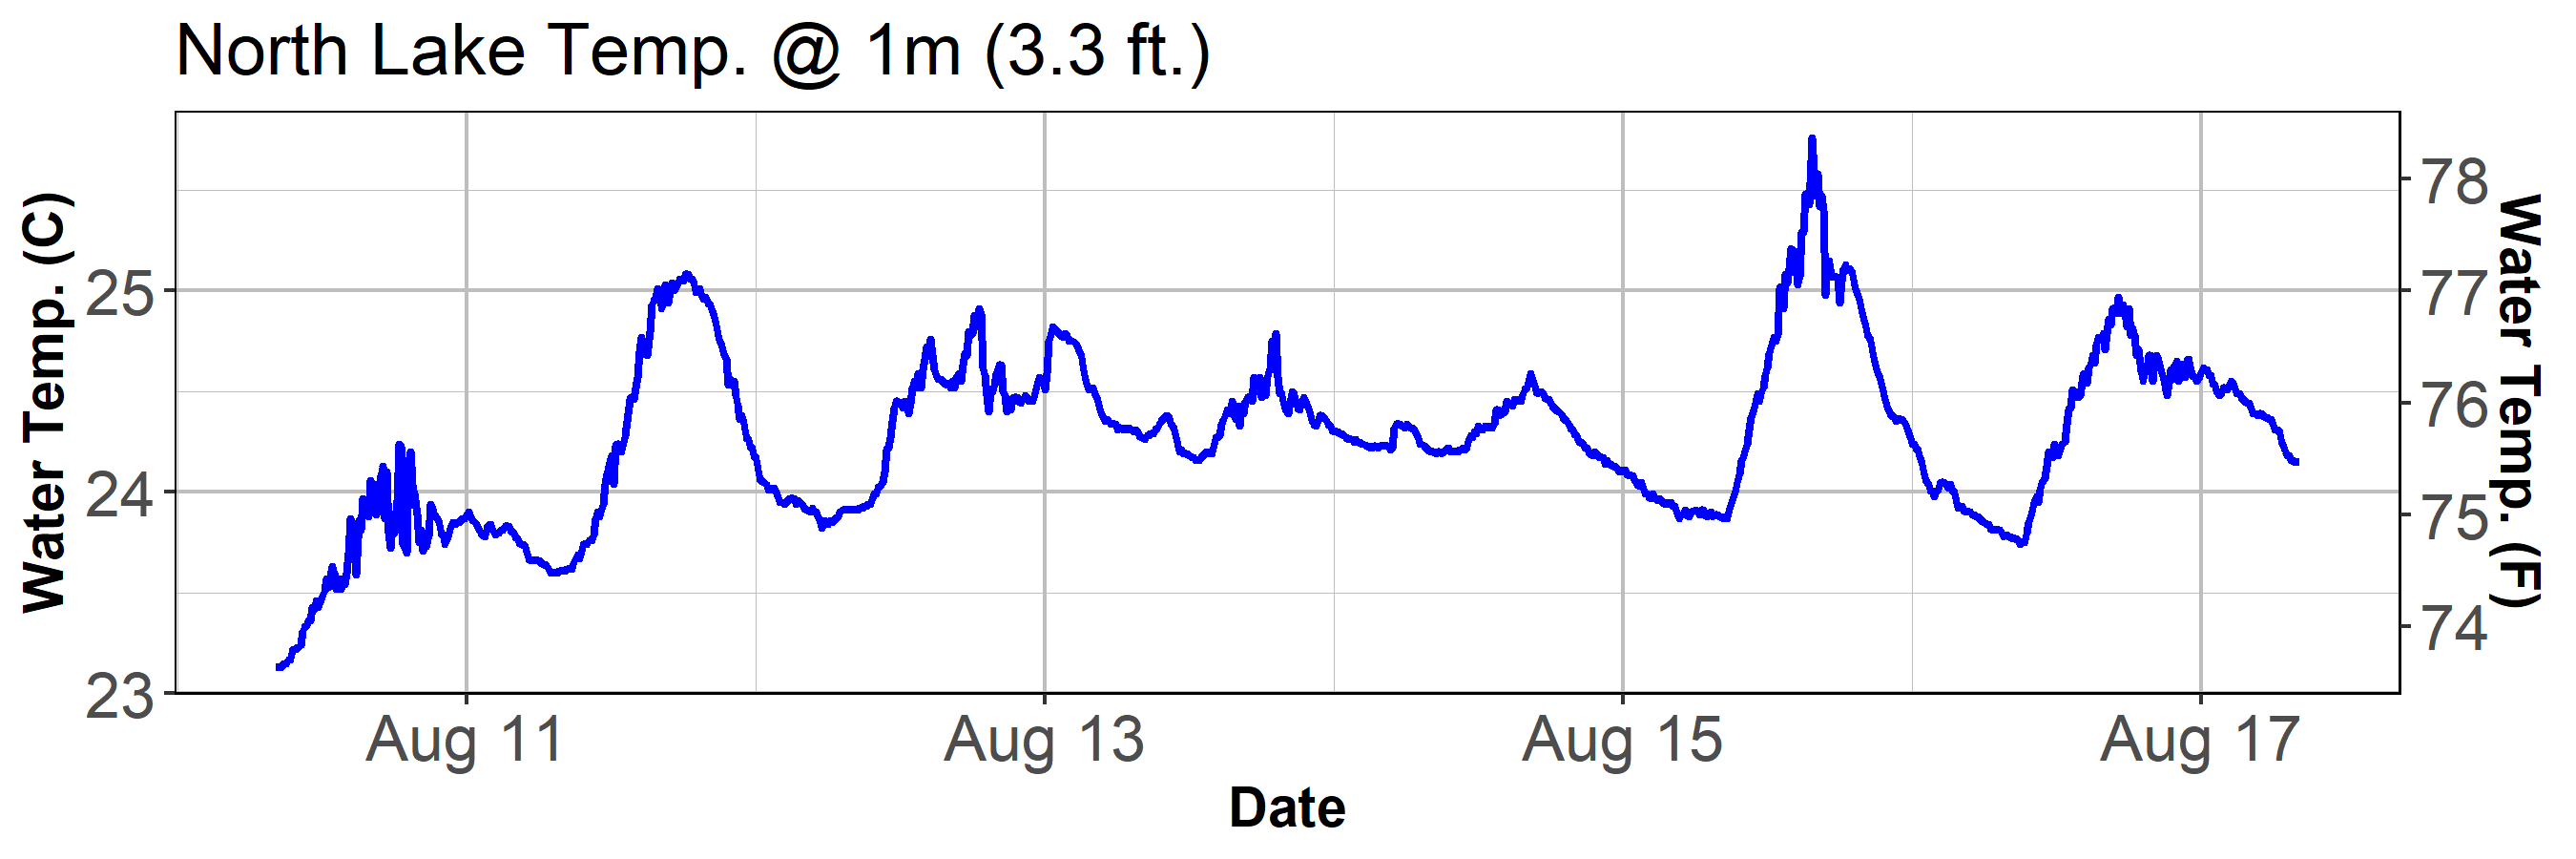 North Lake Temp. @ 1m (3.3 ft.)
Water Temp. (C)
25
24
23
78
77
76
75
74
Water Temp. (F)
Aug 11 Aug 13 Aug 15 Aug 17
Date